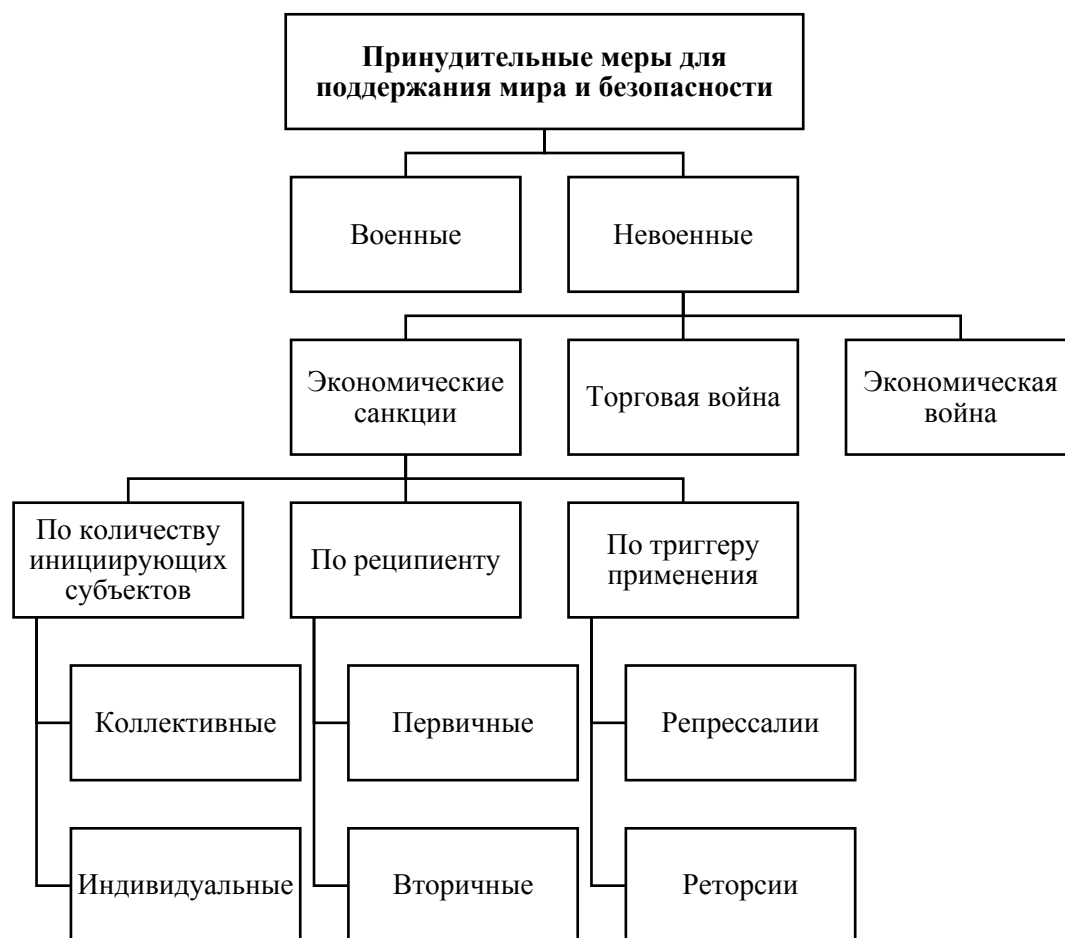 Принудительные меры для
поддержания мира и безопасности
Военные
Невоенные
Экономические
санкции
Торговая война
Экономическая
война
По количеству
инициирующих
субъектов
По реципиенту
По триггеру
применения
Коллективные
Первичные
Репрессалии
Индивидуальные
Вторичные
Реторсии